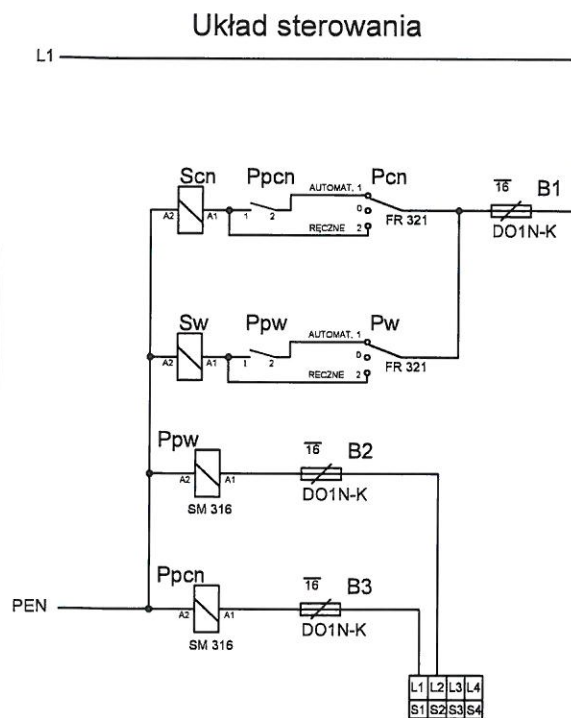 Układ sterowania
L1
Scn Ppcn Pcn
A2 A1 1 2 AUTOMAT. 1 0 RĘCZNE 2 FR 321
16 B1
DO1N-K
Sw Ppw Pw
A2 A1 1 2 AUTOMAT. 1 0 RĘCZNE 2 FR 321
Ppw 16 B2
A2 A1
SM 316 DO1N-K
Ppcn 16 B3
PEN A2 A1
SM 316 DO1N-K
L1 L2 L3 L4
S1 S2 S3 S4